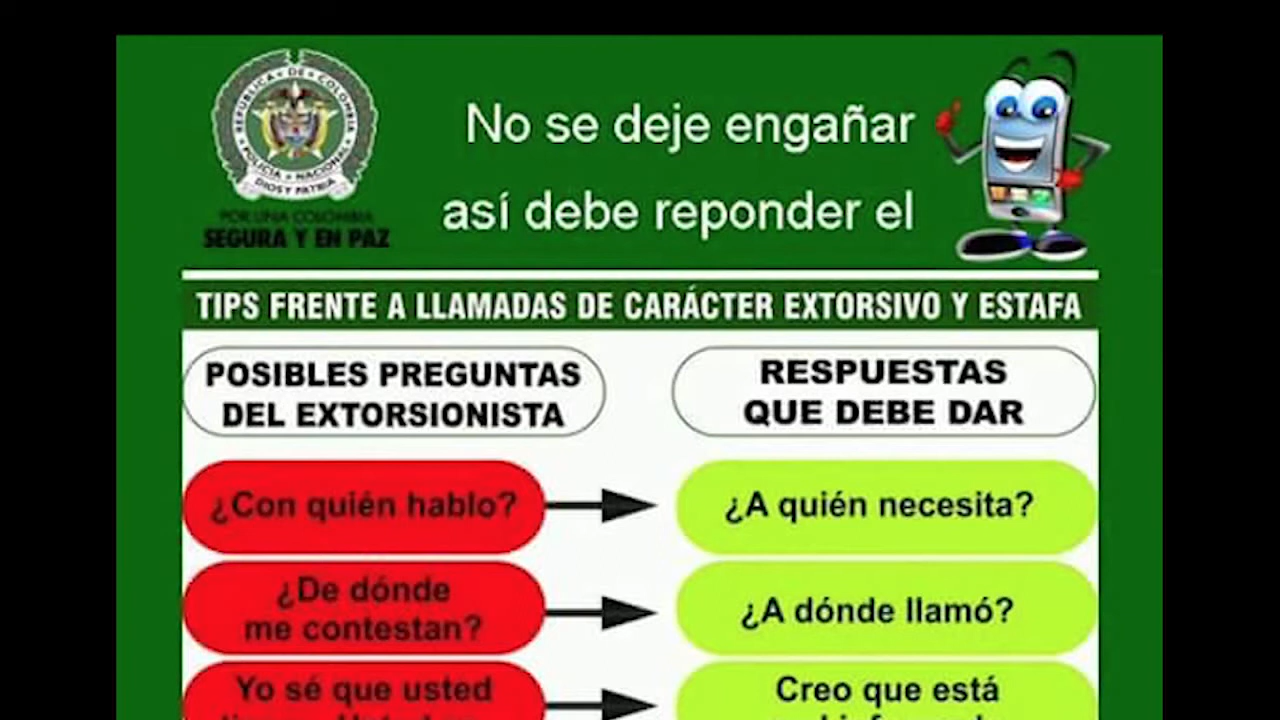 REPÚBLICA DE COLOMBIA
POLICÍA NACIONAL
DIOS Y PATRIA
POR UNA COLOMBIA
SEGURA Y EN PAZ
No se deje engañar
así debe reponder el
TIPS FRENTE A LLAMADAS DE CARÁCTER EXTORSIVO Y ESTAFA
POSIBLES PREGUNTAS
DEL EXTORSIONISTA
RESPUESTAS
QUE DEBE DAR
¿Con quién hablo?
¿A quién necesita?
¿De dónde
me contestan?
¿A dónde llamó?
Yo sé que usted
Creo que está